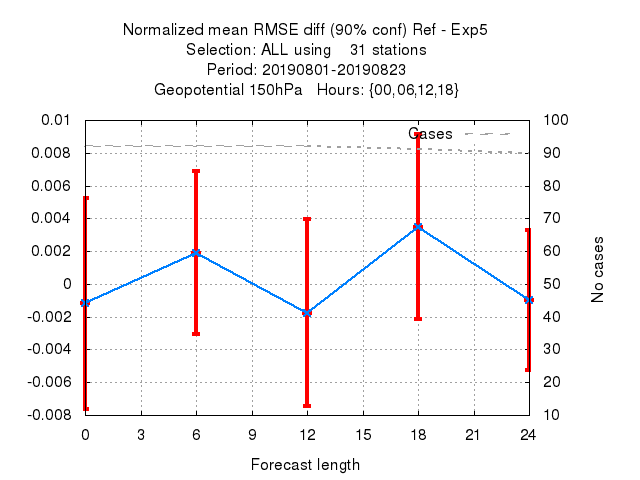 Normalized mean RMSE diff (90% conf) Ref - Exp5
Selection: ALL using    31 stations
Period: 20190801-20190823
Geopotential 150hPa   Hours: {00,06,12,18}
Cases
0.01
0.008
0.006
0.004
0.002
0
-0.002
-0.004
-0.006
-0.008
100
90
80
70
60
50
40
30
20
10
No cases
0 3 6 9 12 15 18 21 24
Forecast length